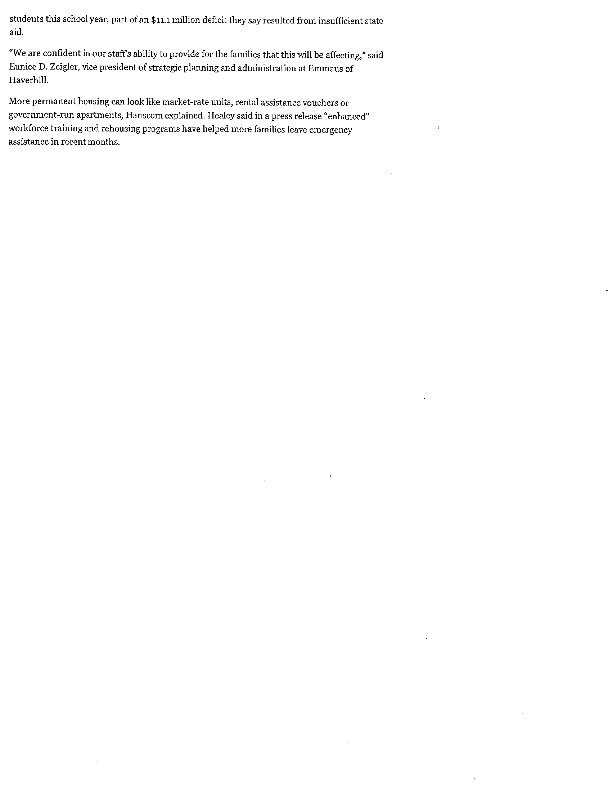 students this school year, part of an $11.1 million deficit they say resulted from insufficient state
aid.
"We are confident in our staff's ability to provide for the families that this will be affecting," said
Eunice D. Zeigler, vice president of strategic planning and administration at Emmaus of
Haverhill.
More permanent housing can look like market-rate units, rental assistance vouchers or
government-run apartments, Hanscom explained. Healey said in a press release "enhanced"
workforce training and rehousing programs have helped more families leave emergency
assistance in recent months.